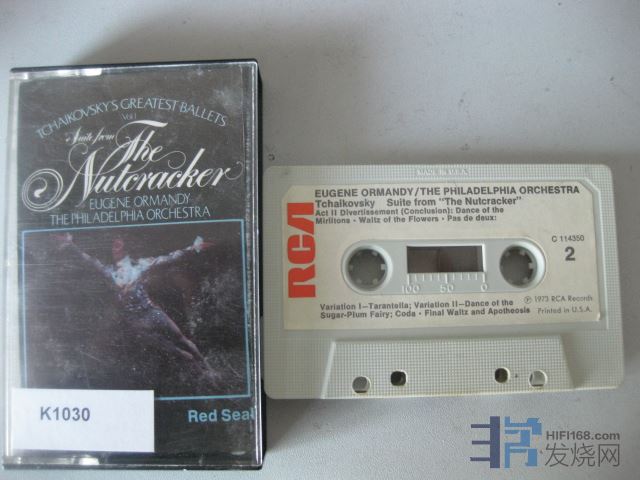 TCHAIKOVSKY'S GREATEST BALLETS
Vol. 1
Suite from
The
Nutcracker
EUGENE ORMANDY
THE PHILADELPHIA ORCHESTRA
K1030
Red Seal
MADE IN U.S.A.
RCA
EUGENE ORMANDY/THE PHILADELPHIA ORCHESTRA
Tchaikovsky Suite from "The Nutcracker"
Act II Divertissement (Conclusion): Dance of the
Mirlitons • Waltz of the Flowers • Pas de deux:
C 114350
2
100 50 0
Variation I—Tarantella; Variation II—Dance of the
Sugar-Plum Fairy; Coda • Final Waltz and Apotheosis
℗ 1973 RCA Records
Printed in U.S.A.
HIFI168.com
发烧网